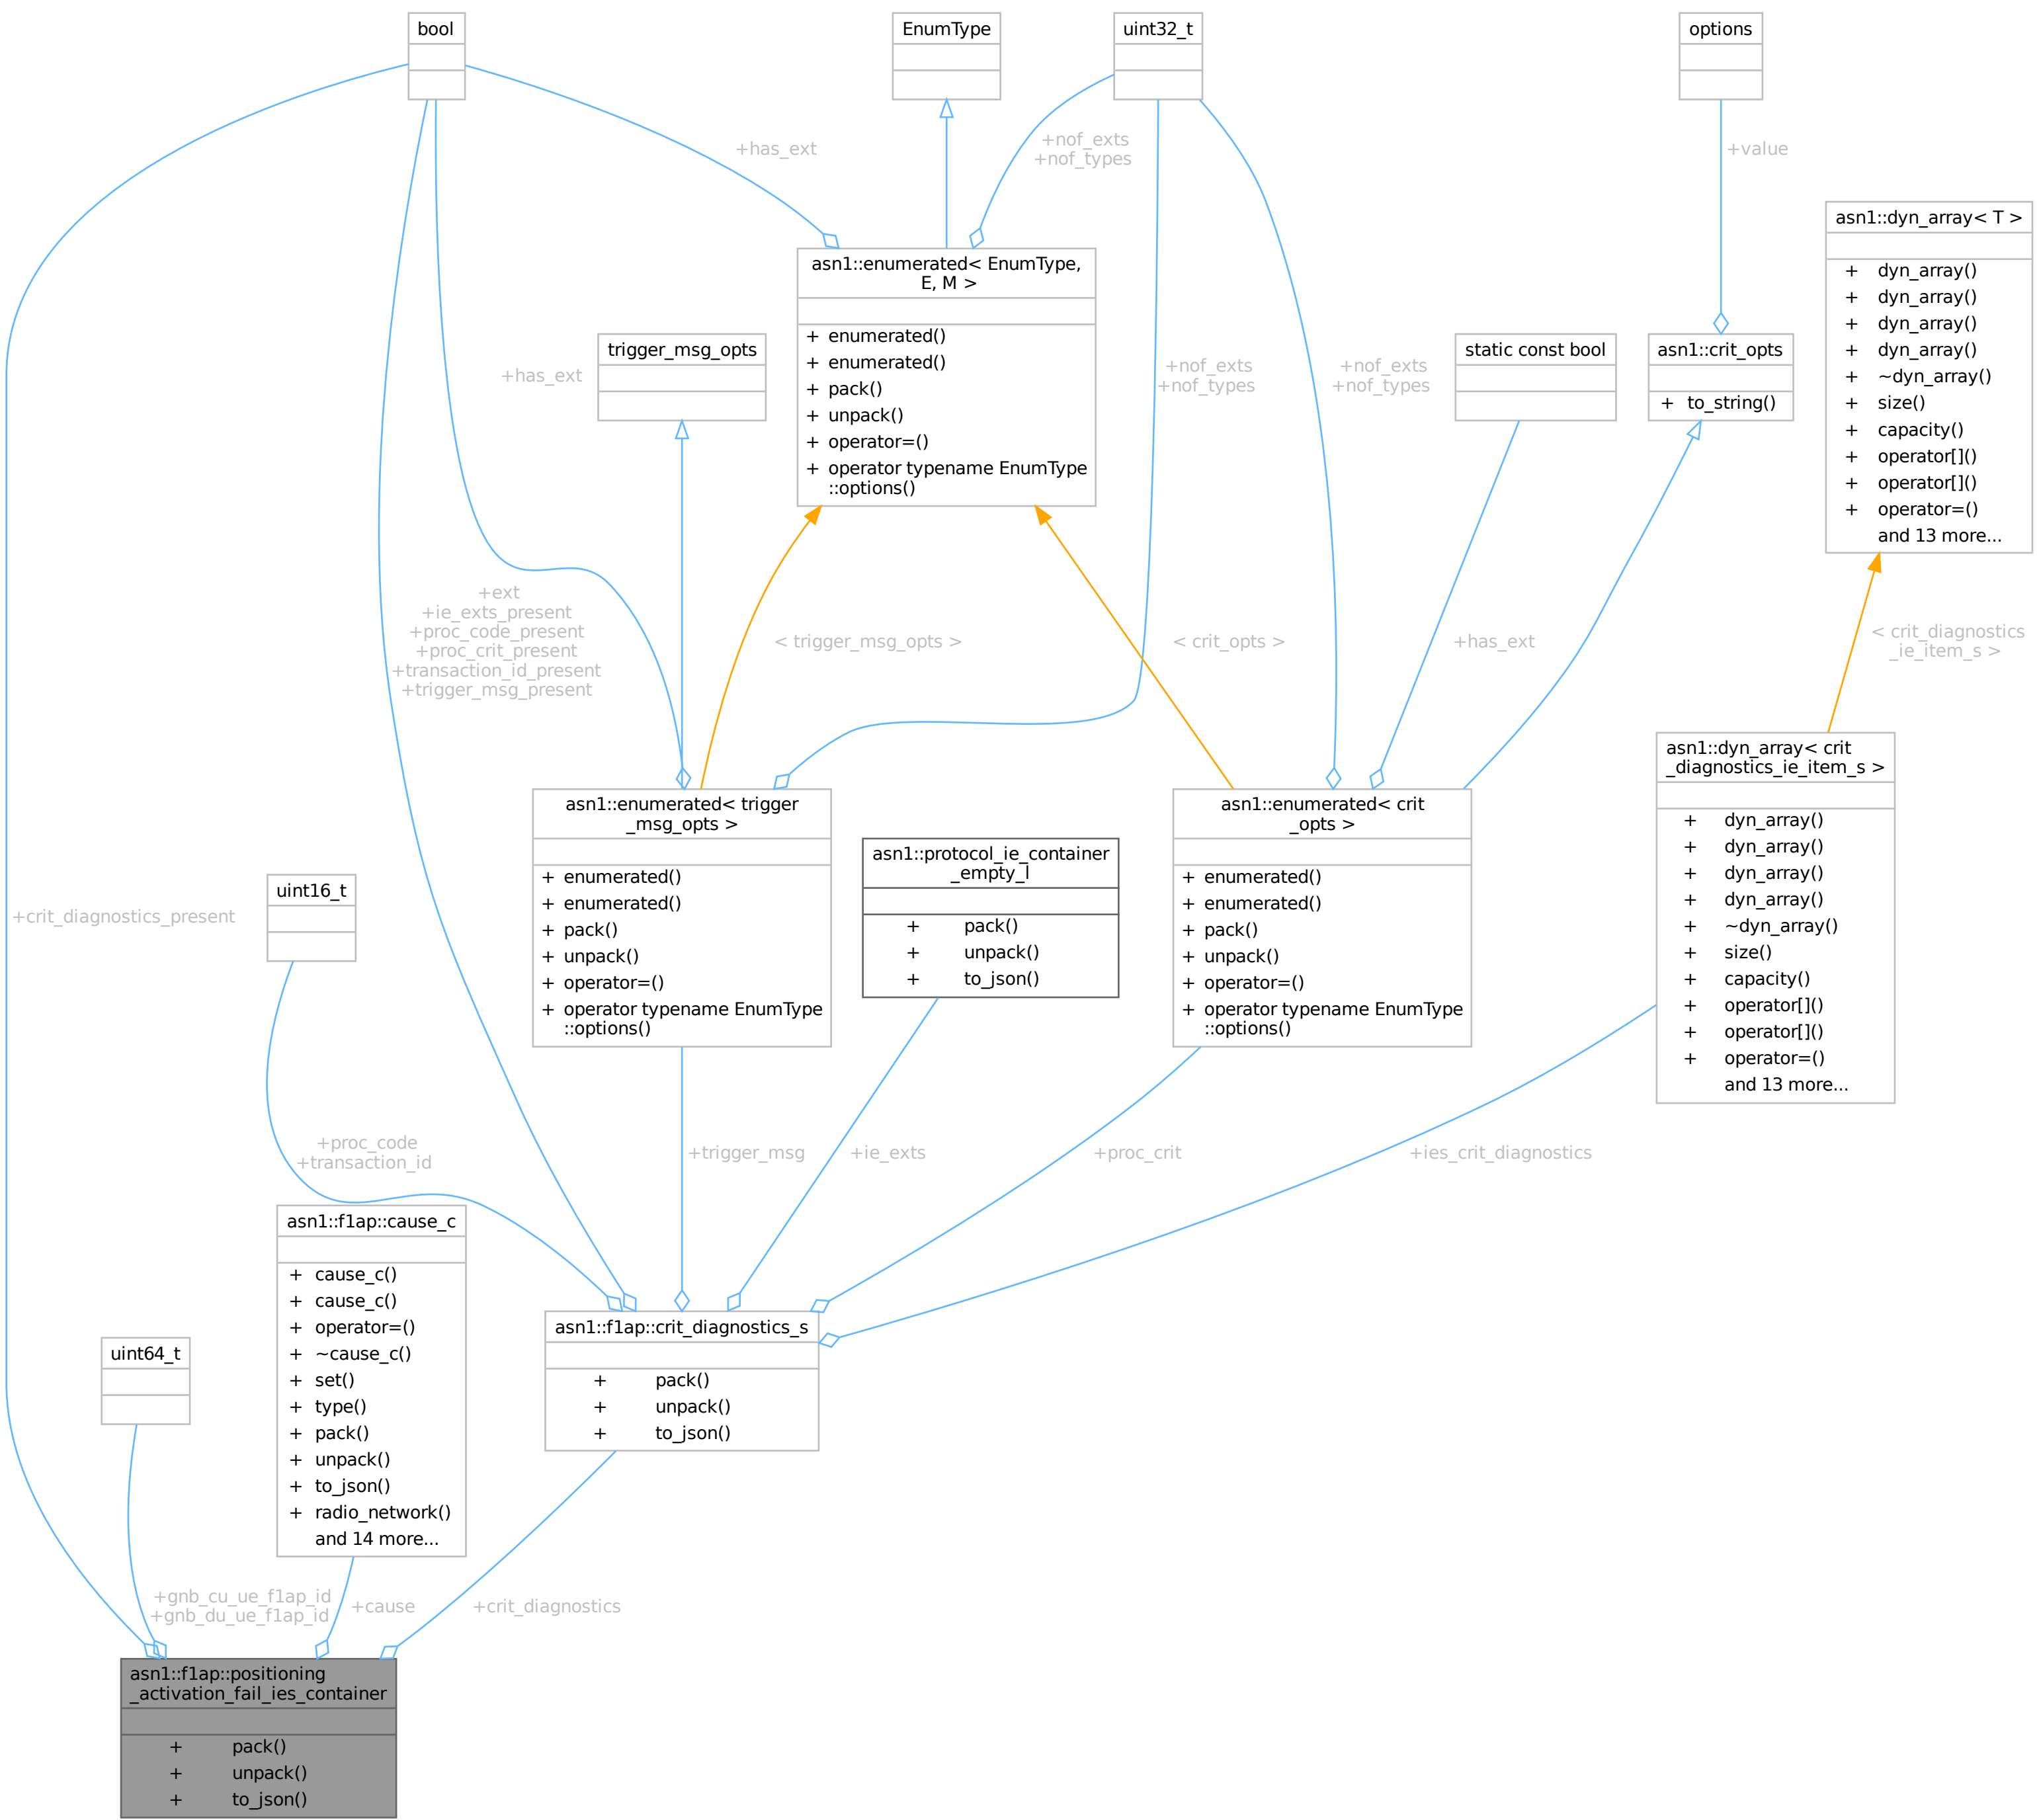 bool
EnumType
uint32_t
options
+has_ext
+nof_exts
+nof_types
+value
asn1::dyn_array< T >
+ dyn_array()
+ dyn_array()
+ dyn_array()
+ dyn_array()
+ ~dyn_array()
+ size()
+ capacity()
+ operator[]()
+ operator[]()
+ operator=()
and 13 more...
asn1::enumerated< EnumType,
E, M >
+ enumerated()
+ enumerated()
+ pack()
+ unpack()
+ operator=()
+ operator typename EnumType
::options()
trigger_msg_opts
static const bool
asn1::crit_opts
+ to_string()
+has_ext
+nof_exts
+nof_types
+nof_exts
+nof_types
+ext
+ie_exts_present
+proc_code_present
+proc_crit_present
+transaction_id_present
+trigger_msg_present
< trigger_msg_opts >
< crit_opts >
+has_ext
< crit_diagnostics
_ie_item_s >
asn1::enumerated< trigger
_msg_opts >
+ enumerated()
+ enumerated()
+ pack()
+ unpack()
+ operator=()
+ operator typename EnumType
::options()
asn1::protocol_ie_container
_empty_l
+ pack()
+ unpack()
+ to_json()
asn1::enumerated< crit
_opts >
+ enumerated()
+ enumerated()
+ pack()
+ unpack()
+ operator=()
+ operator typename EnumType
::options()
asn1::dyn_array< crit
_diagnostics_ie_item_s >
+ dyn_array()
+ dyn_array()
+ dyn_array()
+ dyn_array()
+ ~dyn_array()
+ size()
+ capacity()
+ operator[]()
+ operator[]()
+ operator=()
and 13 more...
uint16_t
+crit_diagnostics_present
+proc_code
+transaction_id
+trigger_msg
+ie_exts
+proc_crit
+ies_crit_diagnostics
asn1::f1ap::cause_c
+ cause_c()
+ cause_c()
+ operator=()
+ ~cause_c()
+ set()
+ type()
+ pack()
+ unpack()
+ to_json()
+ radio_network()
and 14 more...
uint64_t
asn1::f1ap::crit_diagnostics_s
+ pack()
+ unpack()
+ to_json()
+gnb_cu_ue_f1ap_id
+gnb_du_ue_f1ap_id
+cause
+crit_diagnostics
asn1::f1ap::positioning
_activation_fail_ies_container
+ pack()
+ unpack()
+ to_json()